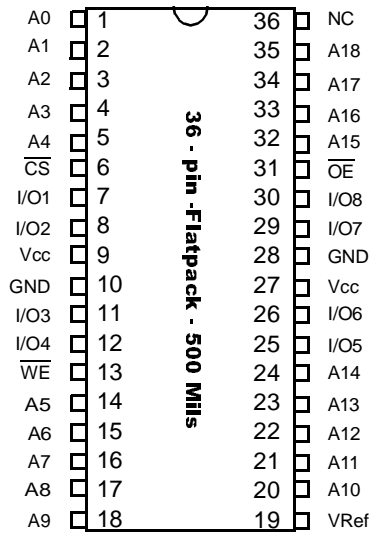 A0 1 36 NC
A1 2 35 A18
A2 3 34 A17
A3 4 33 A16
A4 5 32 A15
CS 6 31 OE
I/O1 7 30 I/O8
I/O2 8 29 I/O7
Vcc 9 28 GND
GND 10 27 Vcc
I/O3 11 26 I/O6
I/O4 12 25 I/O5
WE 13 24 A14
A5 14 23 A13
A6 15 22 A12
A7 16 21 A11
A8 17 20 A10
A9 18 19 VRef
36 - pin -Flatpack - 500 Mils